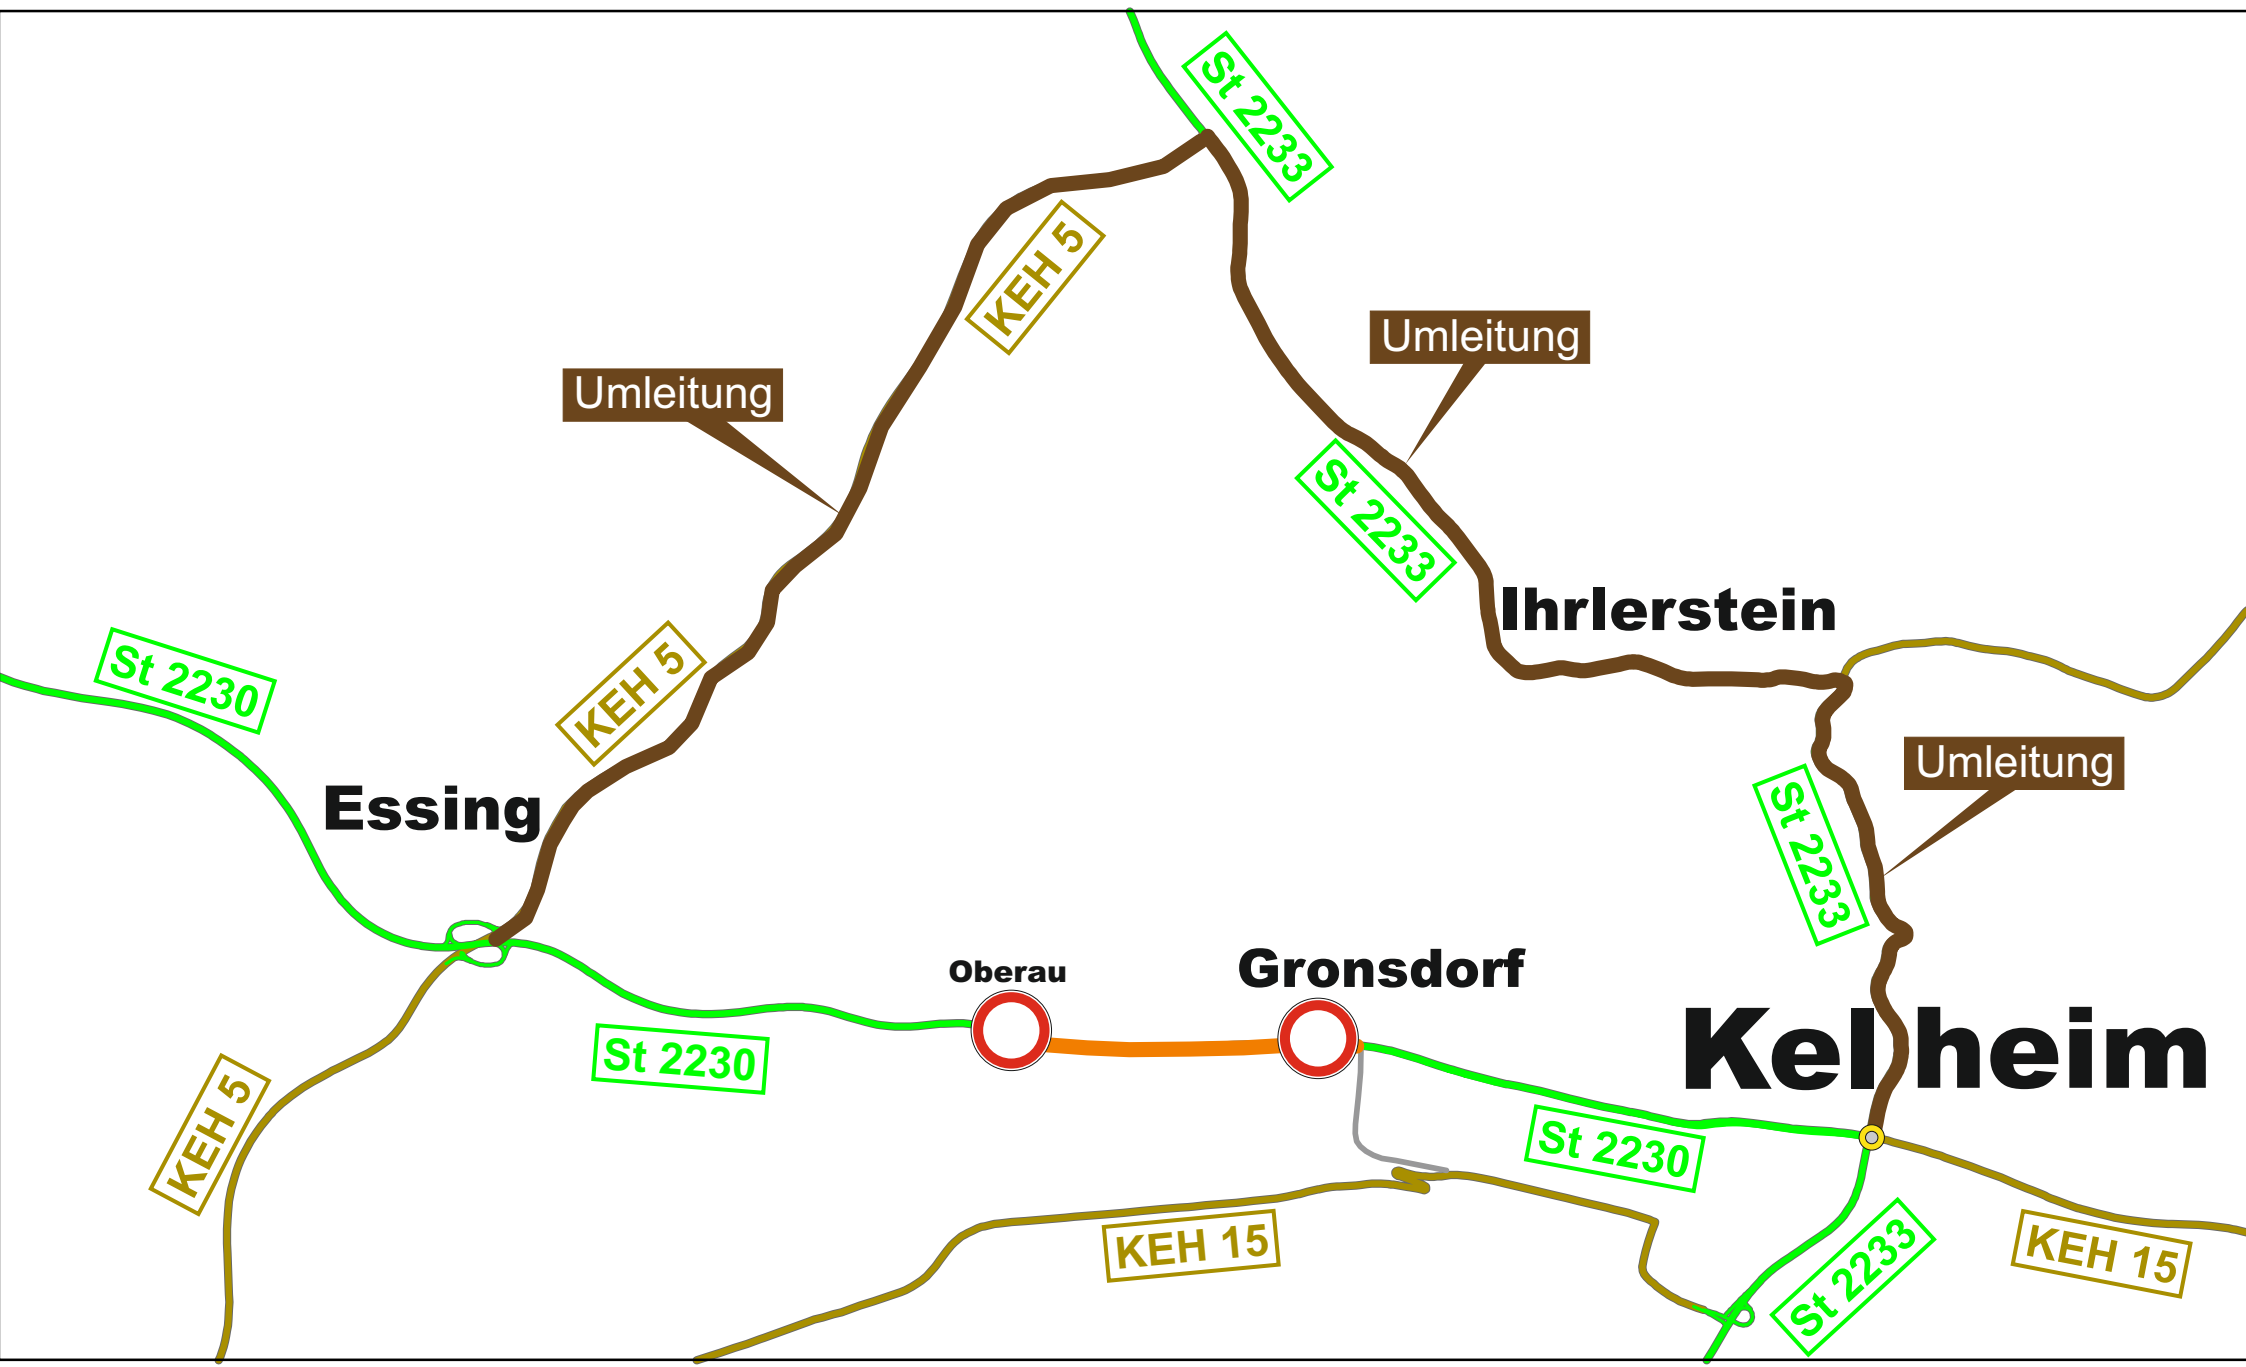 St 2233
KEH 5
Umleitung
Umleitung
St 2233
Ihrlerstein
St 2230
KEH 5
Umleitung
Essing
St 2233
Oberau
Gronsdorf
Kelheim
St 2230
KEH 5
St 2230
KEH 15
St 2233
KEH 15